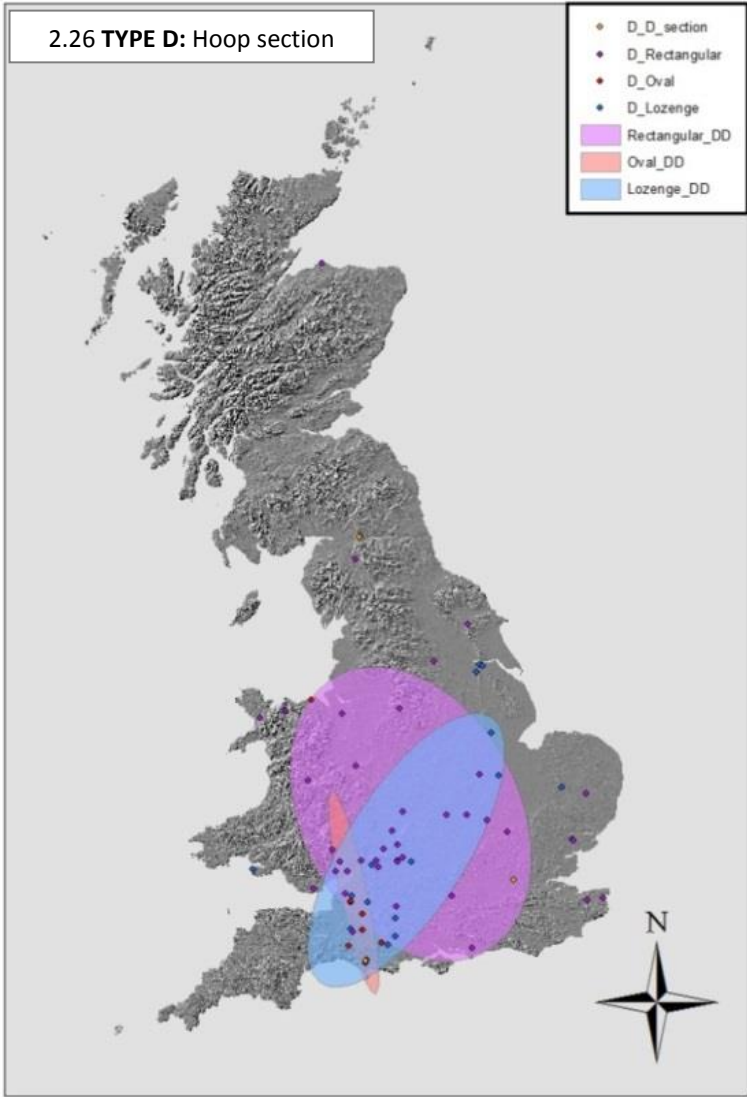 2.26 TYPE D: Hoop section
D_D_section
D_Rectangular
D_Oval
D_Lozenge
Rectangular_DD
Oval_DD
Lozenge_DD
N